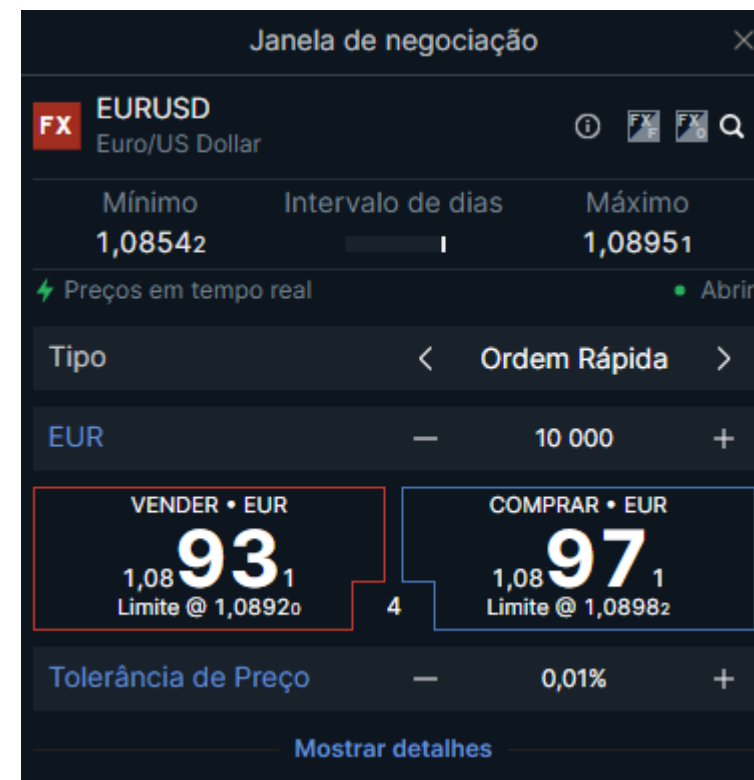 Janela de negociação
FX EURUSD
Euro/US Dollar
FX F FX O
Mínimo Intervalo de dias Máximo
1,08542 1,08951
Preços em tempo real Abrir
Tipo < Ordem Rápida >
EUR — 10 000 +
VENDER • EUR COMPRAR • EUR
1,08931 1,08971
Limite @ 1,08920 4 Limite @ 1,08982
Tolerância de Preço — 0,01% +
Mostrar detalhes